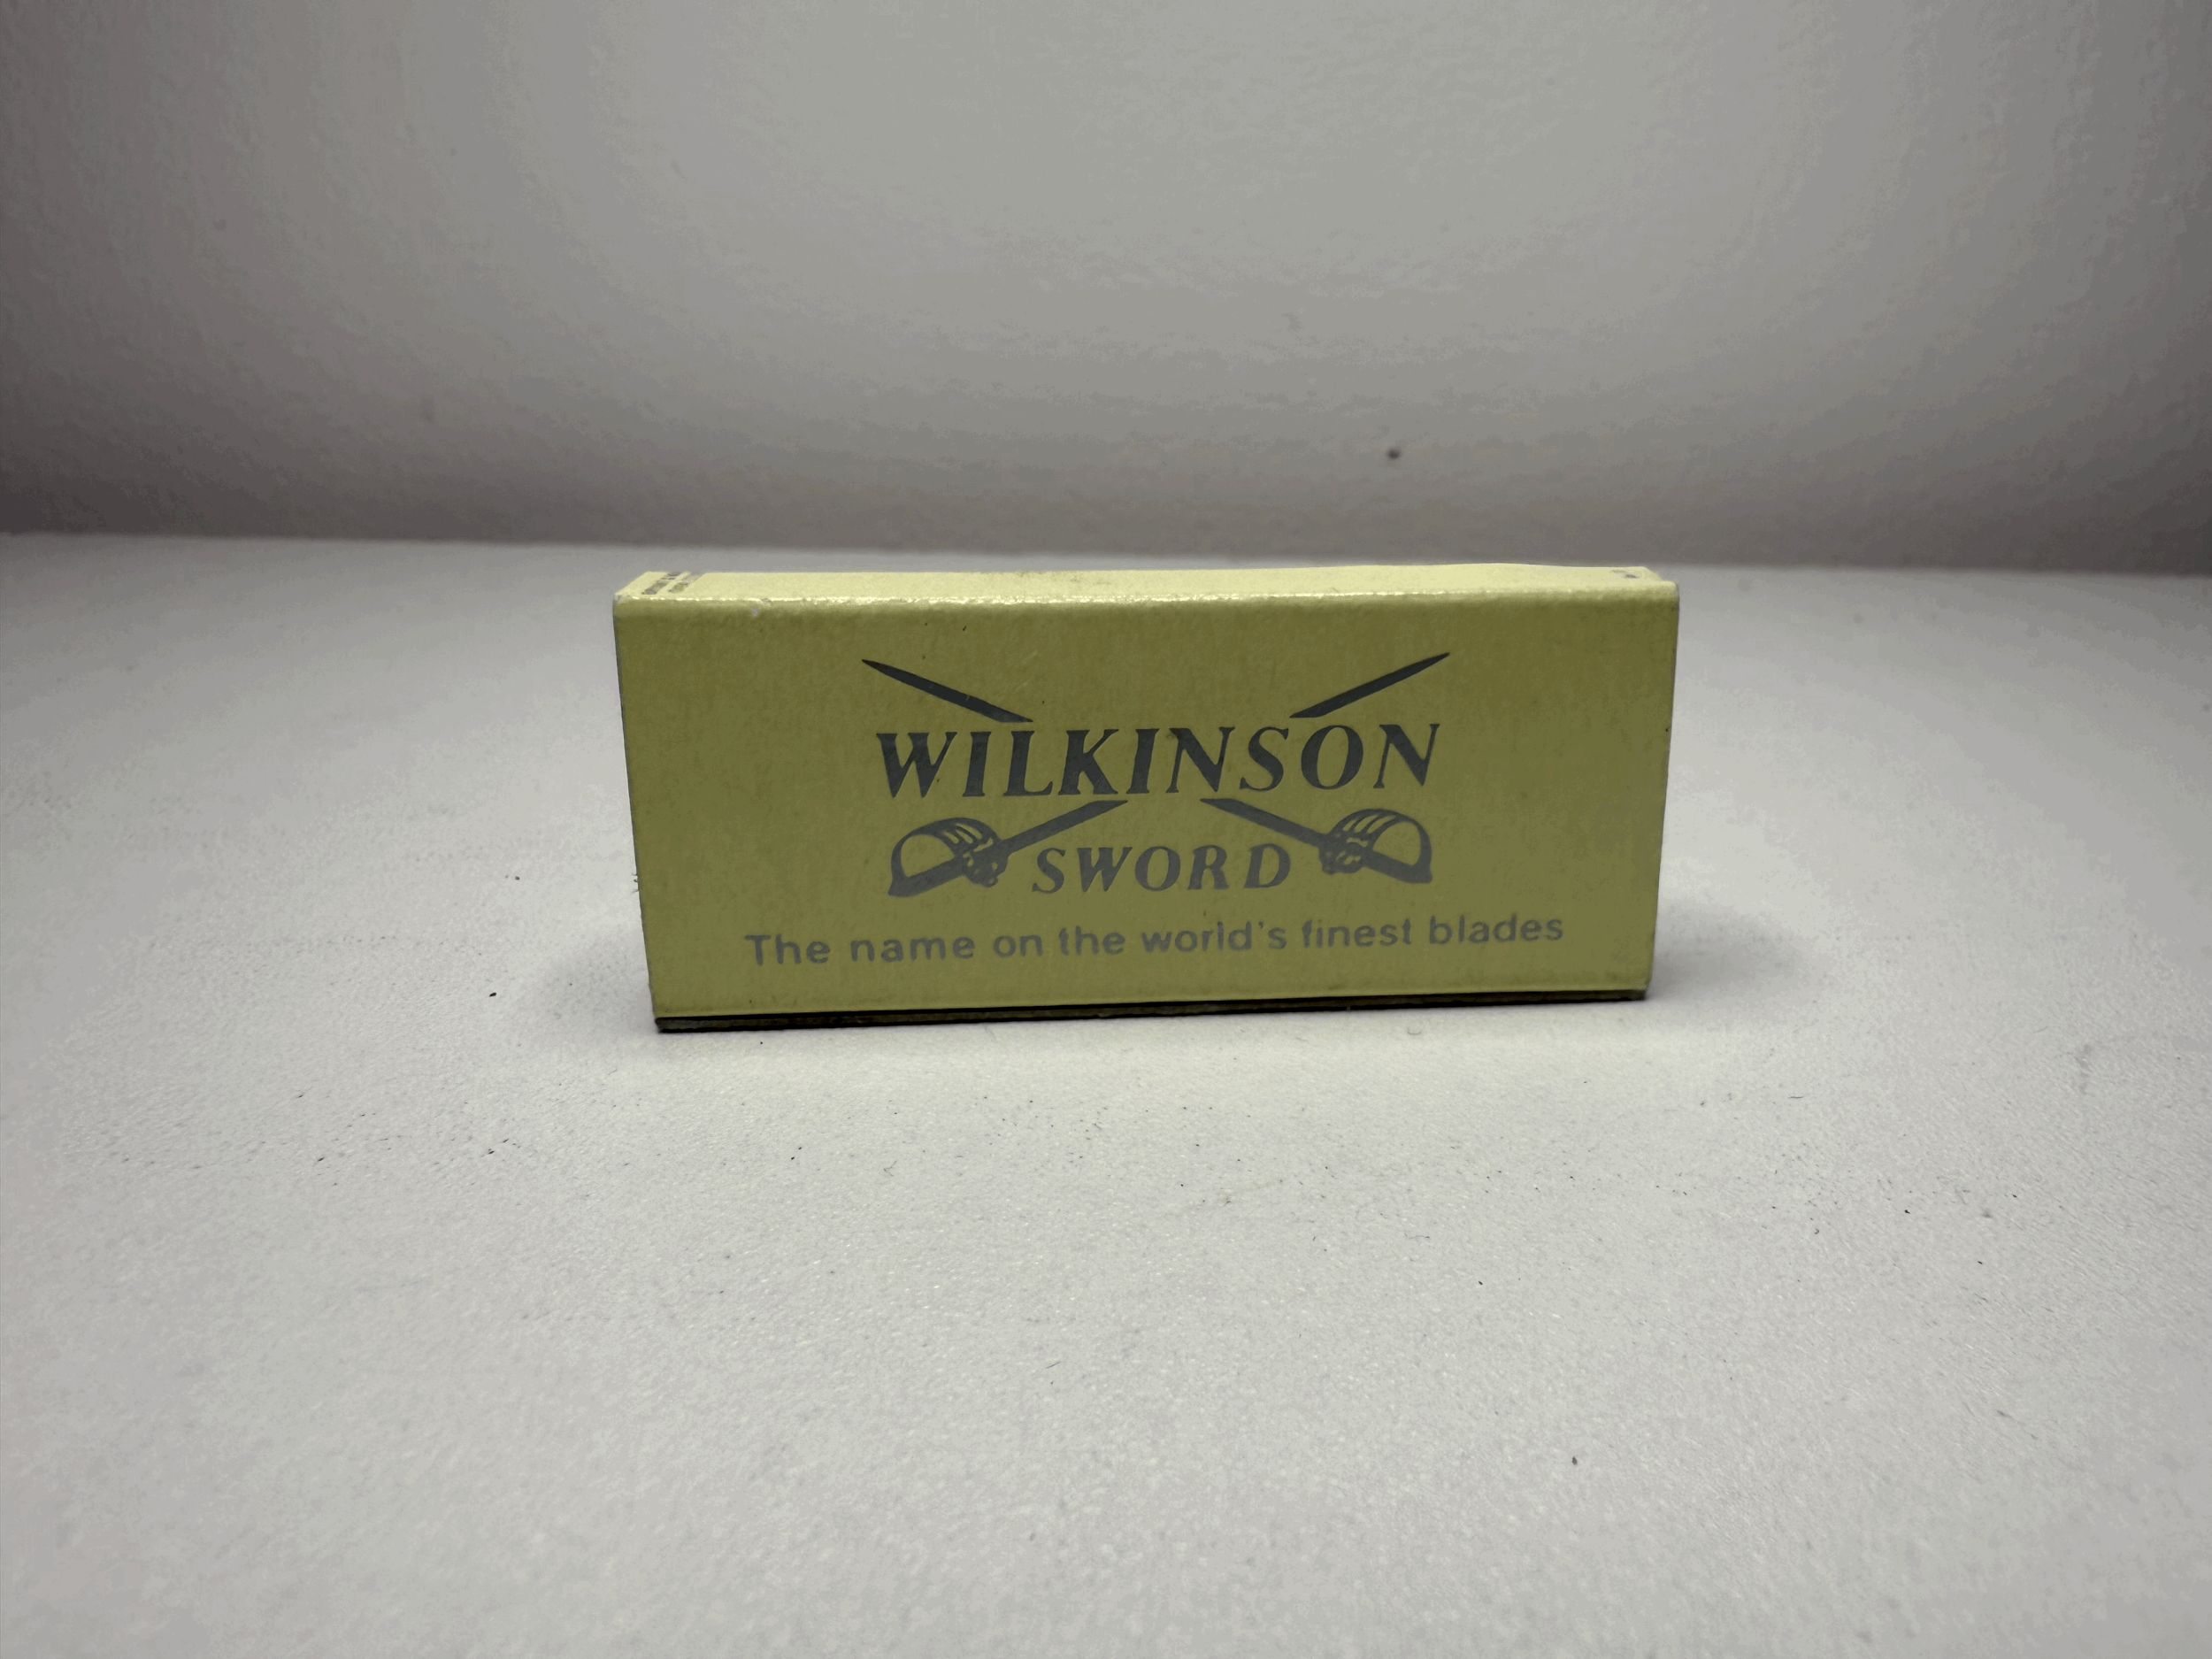 WILKINSON
SWORD
The name on the world's finest blades